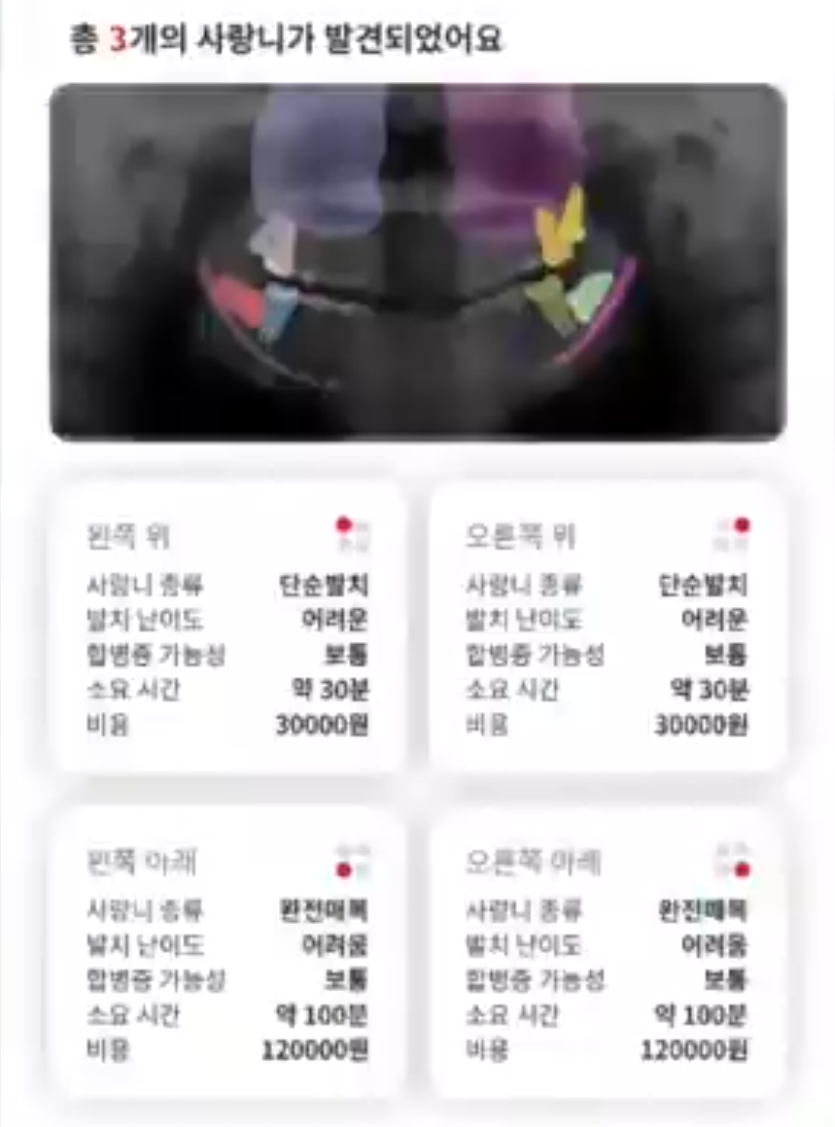 총 3개의 사랑니가 발견되었어요
왼쪽 위
사랑니 종류 단순발치
발치 난이도 어려운
합병증 가능성 보통
소요 시간 약 30분
비용 30000원
오른쪽 위
사랑니 종류 단순발치
발치 난이도 어려운
합병증 가능성 보통
소요 시간 약 30분
비용 30000원
왼쪽 아래
사랑니 종류 완전매복
발치 난이도 어려움
합병증 가능성 보통
소요 시간 약 100분
비용 120000원
오른쪽 아래
사랑니 종류 완전매복
발치 난이도 어려움
합병증 가능성 보통
소요 시간 약 100분
비용 120000원